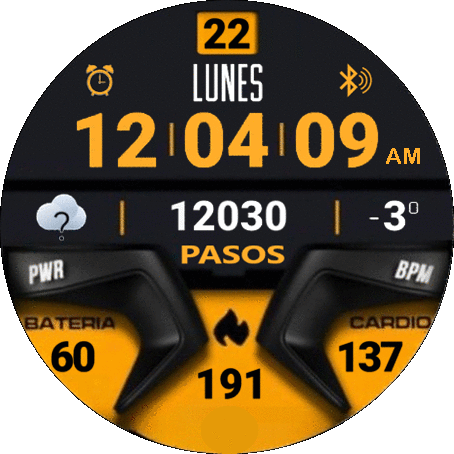 22
LUNES
12 04 09 AM
? 12030 -3°
PASOS
PWR BPM
BATERIA CARDIO
60 137
191